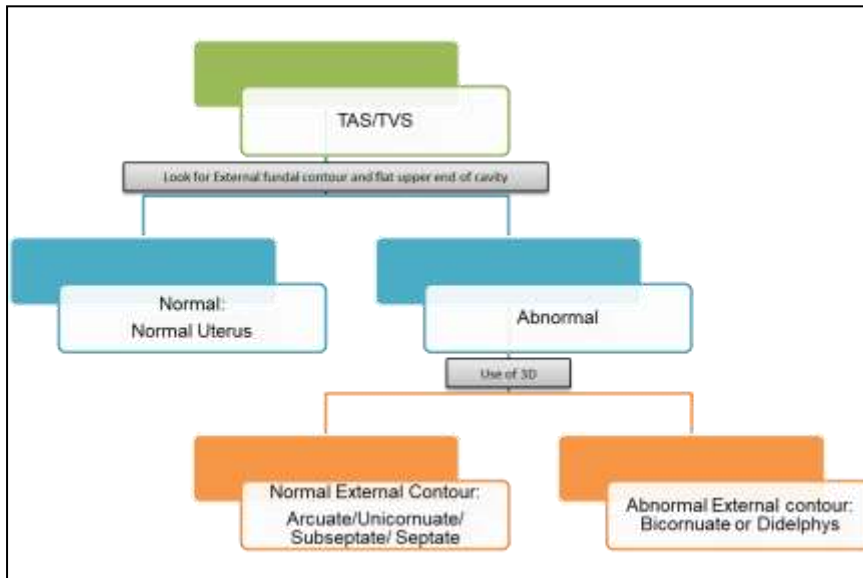 TAS/TVS
Look for External fundal contour and flat upper end of cavity
Normal:
Normal Uterus
Abnormal
Use of 3D
Normal External Contour:
Arcuate/Unicornuate/
Subseptate/ Septate
Abnormal External contour:
Bicornuate or Didelphys